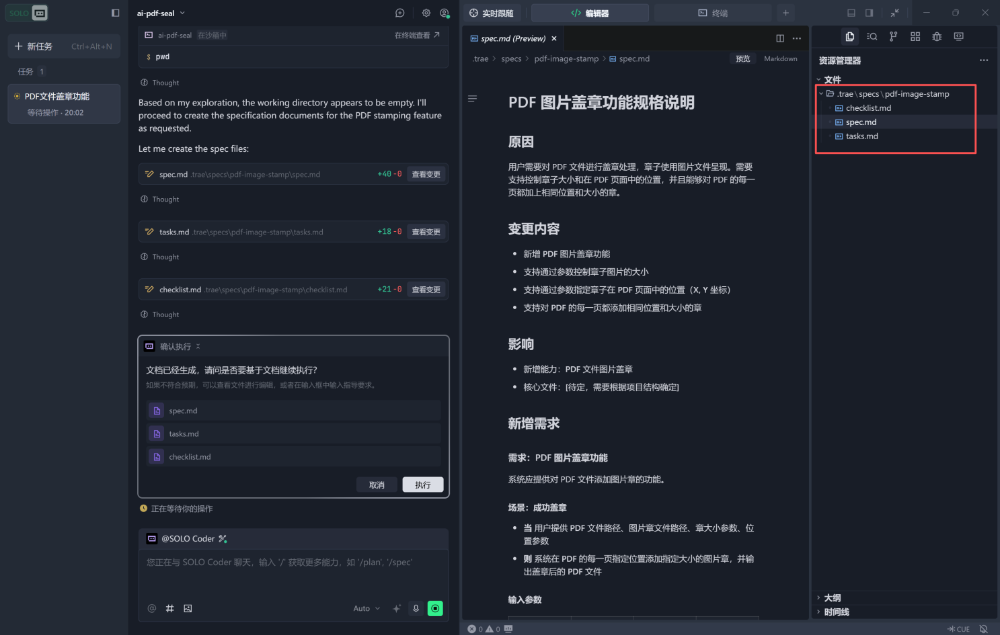 SOLO
新任务 Ctrl+Alt+N
任务 1
PDF文件盖章功能
等待操作 · 20:02
ai-pdf-seal
ai-pdf-seal 在沙箱中 在终端查看
$ pwd
Thought
Based on my exploration, the working directory appears to be empty. I'll
proceed to create the specification documents for the PDF stamping feature
as requested.
Let me create the spec files:
spec.md .trae\specs\pdf-image-stamp\spec.md +40 -0 查看变更
Thought
tasks.md .trae\specs\pdf-image-stamp\tasks.md +18 -0 查看变更
Thought
checklist.md .trae\specs\pdf-image-stamp\checklist.md +21 -0 查看变更
Thought
确认执行
文档已经生成，请问是否要基于文档继续执行？
如果不符合预期，可以查看文件进行编辑，或者在输入框中输入指导要求。
spec.md
tasks.md
checklist.md
取消 执行
正在等待你的操作
@SOLO Coder
您正在与 SOLO Coder 聊天，输入 '/' 获取更多能力，如 '/plan', '/spec'
@ # Auto
实时跟随 </> 编辑器 终端 +
spec.md (Preview) ×
.trae > specs > pdf-image-stamp > spec.md 预览 Markdown
PDF 图片盖章功能规格说明
原因
用户需要对 PDF 文件进行盖章处理，章子使用图片文件呈现。需要
支持控制章子大小和在 PDF 页面中的位置，并且能够对 PDF 的每一
页都加上相同位置和大小的章。
变更内容
• 新增 PDF 图片盖章功能
• 支持通过参数控制章子图片的大小
• 支持通过参数指定章子在 PDF 页面中的位置（X, Y 坐标）
• 支持对 PDF 的每一页都添加相同位置和大小的章
影响
• 新增能力：PDF 文件图片盖章
• 核心文件：[待定，需要根据项目结构确定]
新增需求
需求：PDF 图片盖章功能
系统应提供对 PDF 文件添加图片章的功能。
场景：成功盖章
• 当 用户提供 PDF 文件路径、图片章文件路径、章大小参数、位
置参数
• 则 系统在 PDF 的每一页指定位置添加指定大小的图片章，并输
出盖章后的 PDF 文件
输入参数
资源管理器
文件
.trae\specs\pdf-image-stamp
checklist.md
spec.md
tasks.md
大纲
时间线
0 0
CUE